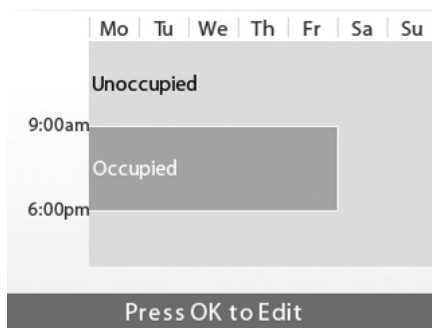 Mo Tu We Th Fr Sa Su
Unoccupied
9:00am
Occupied
6:00pm
Press OK to Edit